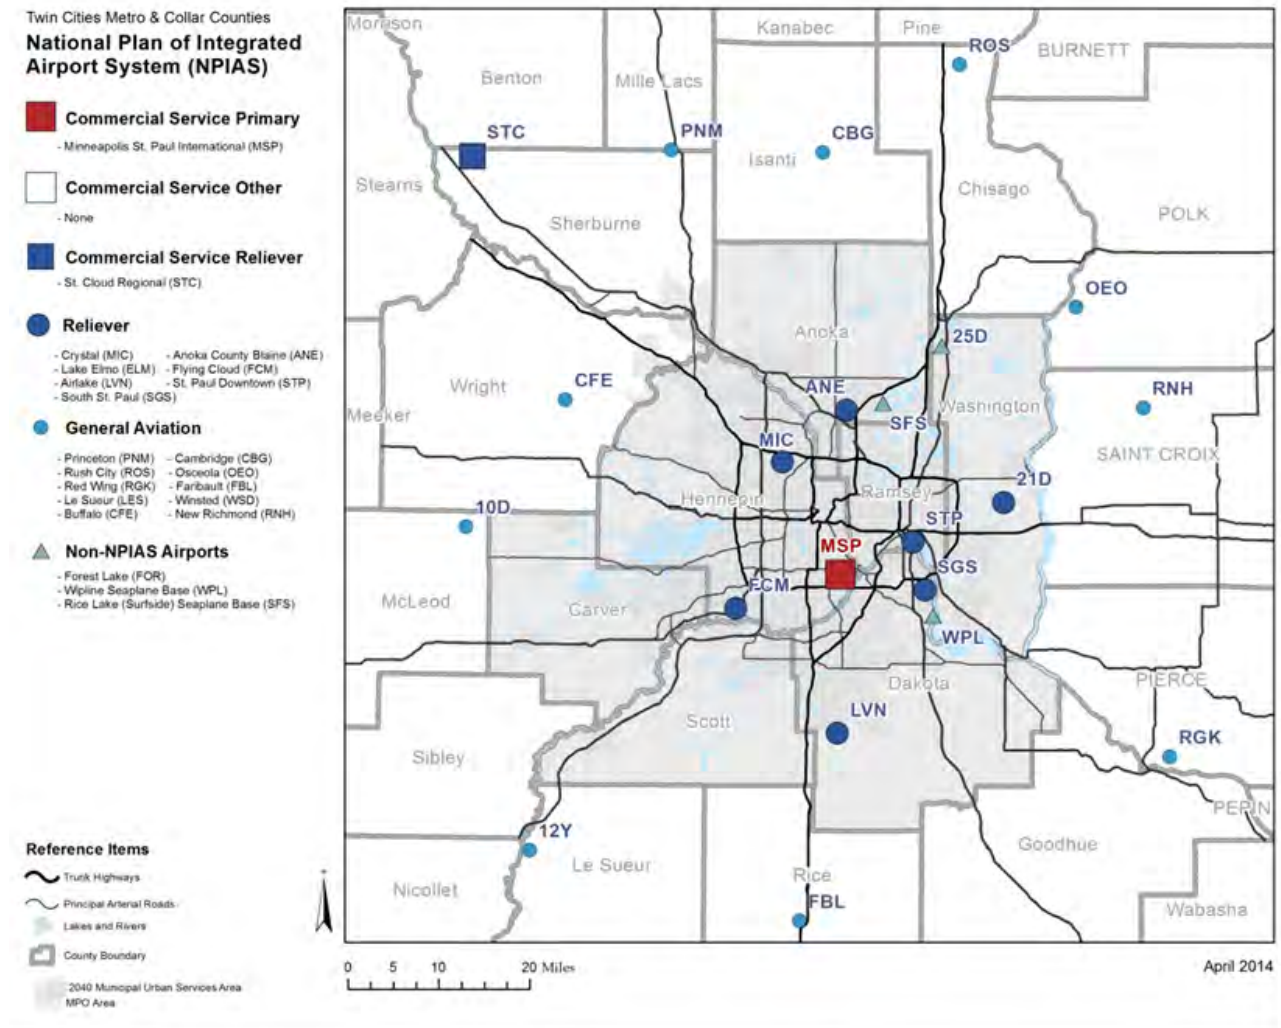 Twin Cities Metro & Collar Counties
National Plan of Integrated
Airport System (NPIAS)
Commercial Service Primary
- Minneapolis St. Paul International (MSP)
Commercial Service Other
- None
Commercial Service Reliever
- St. Cloud Regional (STC)
Reliever
- Crystal (MIC) - Anoka County Blaine (ANE)
- Lake Elmo (ELM) - Flying Cloud (FCM)
- Airlake (LVN) - St. Paul Downtown (STP)
- South St. Paul (SGS)
General Aviation
- Princeton (PNM) - Cambridge (CBG)
- Rush City (ROS) - Osceola (OEO)
- Red Wing (RGK) - Faribault (FBL)
- Le Sueur (LES) - Winsted (WSD)
- Buffalo (CFE) - New Richmond (RNH)
Non-NPIAS Airports
- Forest Lake (FOR)
- Wipline Seaplane Base (WPL)
- Rice Lake (Surfside) Seaplane Base (SFS)
Reference Items
Trunk Highways
Principal Arterial Roads
Lakes and Rivers
County Boundary
2040 Municipal Urban Services Area
MPO Area
Morrison
Kanabec
Pine
ROS
BURNETT
Benton
Mille Lacs
STC
PNM
CBG
Isanti
Stearns
Chisago
Sherburne
POLK
OEO
Anoka
25D
Wright
CFE
ANE
RNH
Meeker
SFS
Washington
MIC
SAINT CROIX
Hennepin
Ramsey
21D
10D
STP
MSP
SGS
FCM
McLeod
Carver
WPL
Dakota
PIERCE
LVN
Scott
RGK
Sibley
PEPIN
12Y
Goodhue
Le Sueur
Rice
Nicollet
FBL
Wabasha
0 5 10 20 Miles
April 2014